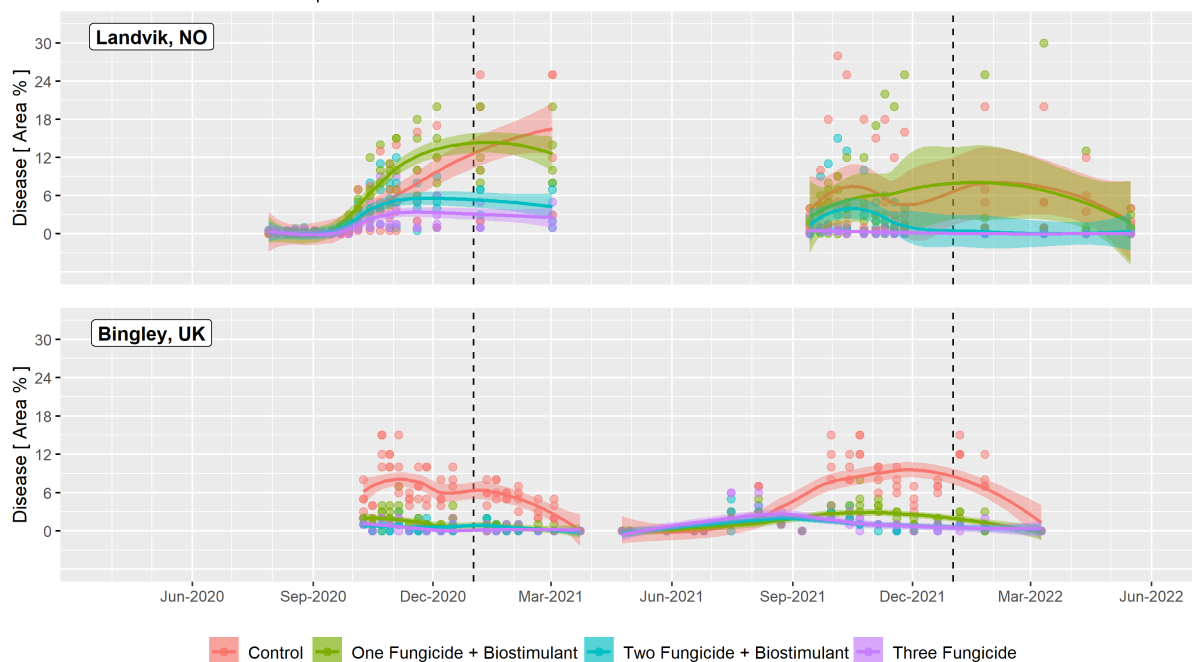 Landvik, NO
Disease [ Area % ]
30
24
18
12
6
0
Bingley, UK
Disease [ Area % ]
30
24
18
12
6
0
Jun-2020 Sep-2020 Dec-2020 Mar-2021 Jun-2021 Sep-2021 Dec-2021 Mar-2022 Jun-2022
Control One Fungicide + Biostimulant Two Fungicide + Biostimulant Three Fungicide